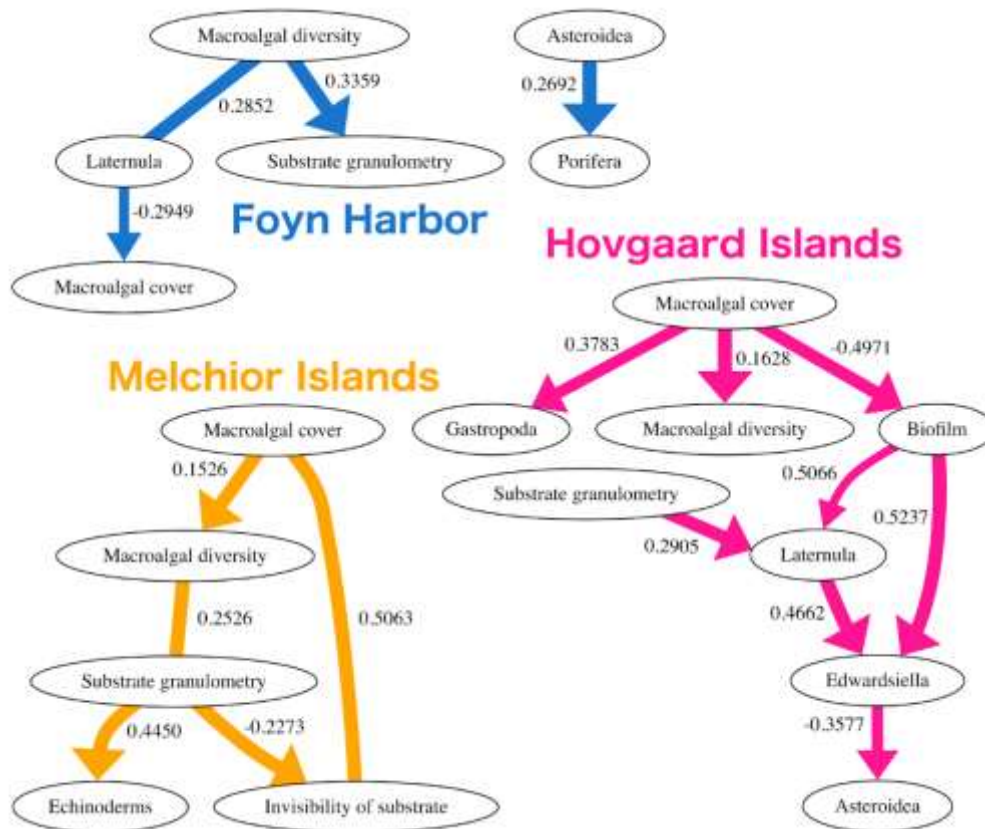 Macroalgal diversity
Asteroidea
0.3359
0.2852
0.2692
Laternula
Substrate granulometry
Porifera
-0.2949
Foyn Harbor
Macroalgal cover
Hovgaard Islands
Macroalgal cover
0.3783
0.1628
-0.4971
Gastropoda
Macroalgal diversity
Biofilm
0.5066
Substrate granulometry
0.5237
0.2905
Laternula
0.4662
Edwardsiella
-0.3577
Asteroidea
Melchior Islands
Macroalgal cover
0.1526
Macroalgal diversity
0.2526
0.5063
Substrate granulometry
0.4450
-0.2273
Echinoderms
Invisibility of substrate